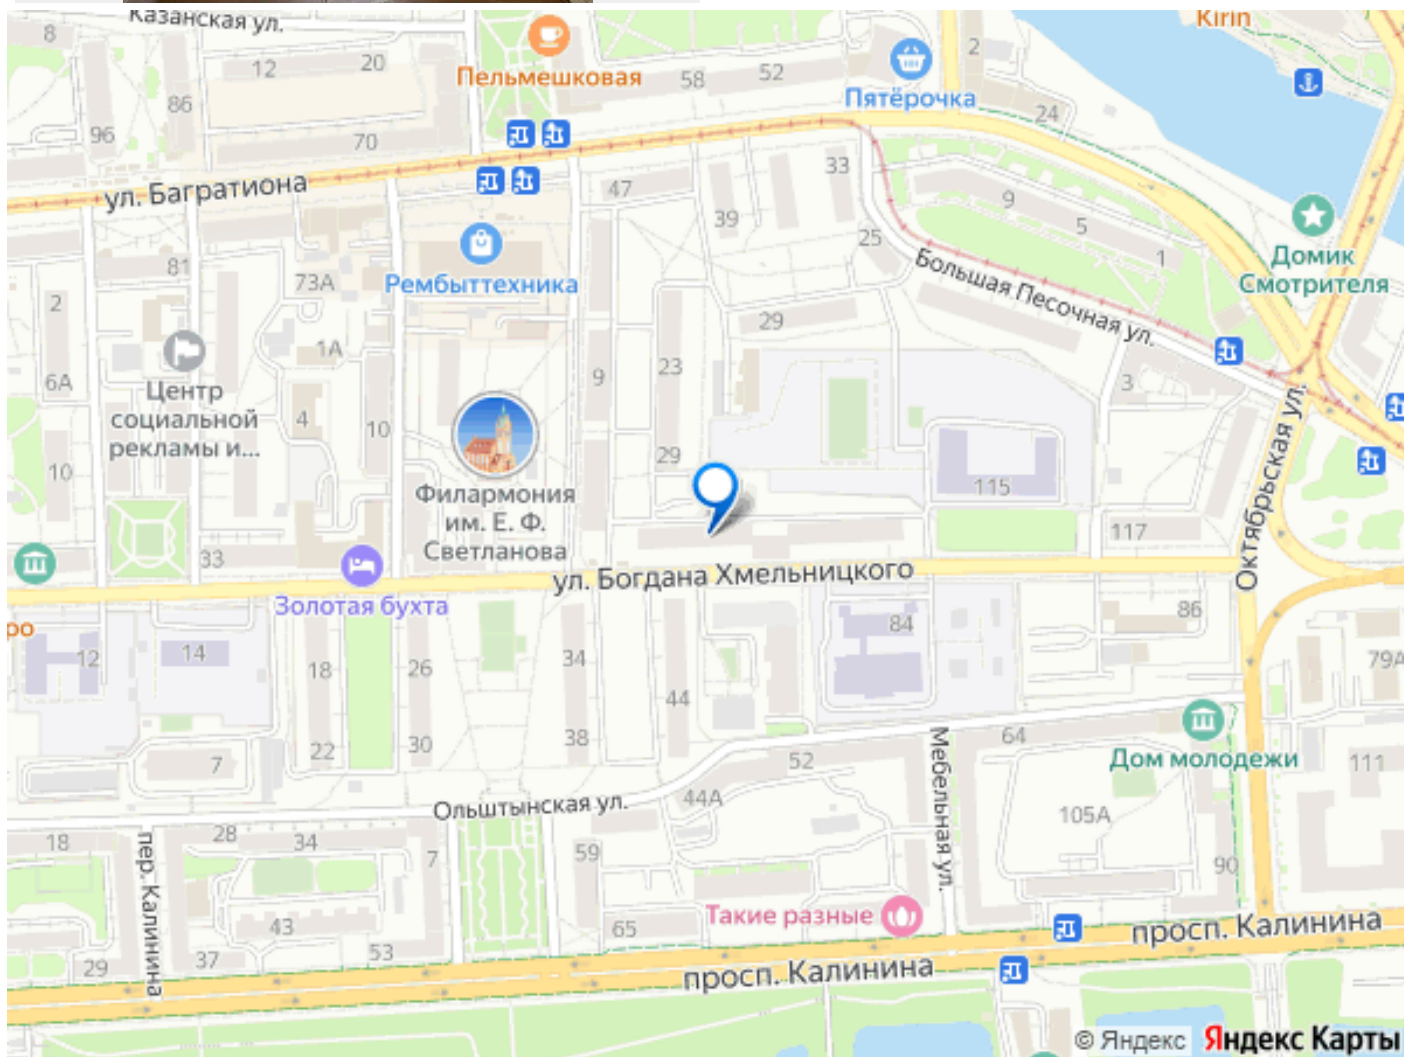 Казанская ул.
Kirin
8
12
20
Пельмешковая
58
52
2
Пятёрочка
86
96
70
24
ул. Багратиона
47
33
39
9
5
1
25
Домик
Смотрителя
81
73А
Рембыттехника
Большая Песочная ул.
2
29
1А
6А
Центр
социальной
рекламы и...
9
23
3
4
10
10
29
115
Филармония
им. Е. Ф.
Светланова
117
Октябрьская ул.
33
ул. Богдана Хмельницкого
Золотая бухта
ро
86
84
12
14
18
26
34
79А
44
22
30
38
7
Мебельная ул.
64
52
Дом молодежи
111
Ольштынская ул.
44А
105А
18
пер. Калинина
28
34
7
59
90
43
Такие разные
65
просп. Калинина
29
37
53
просп. Калинина
© Яндекс Яндекс Карты